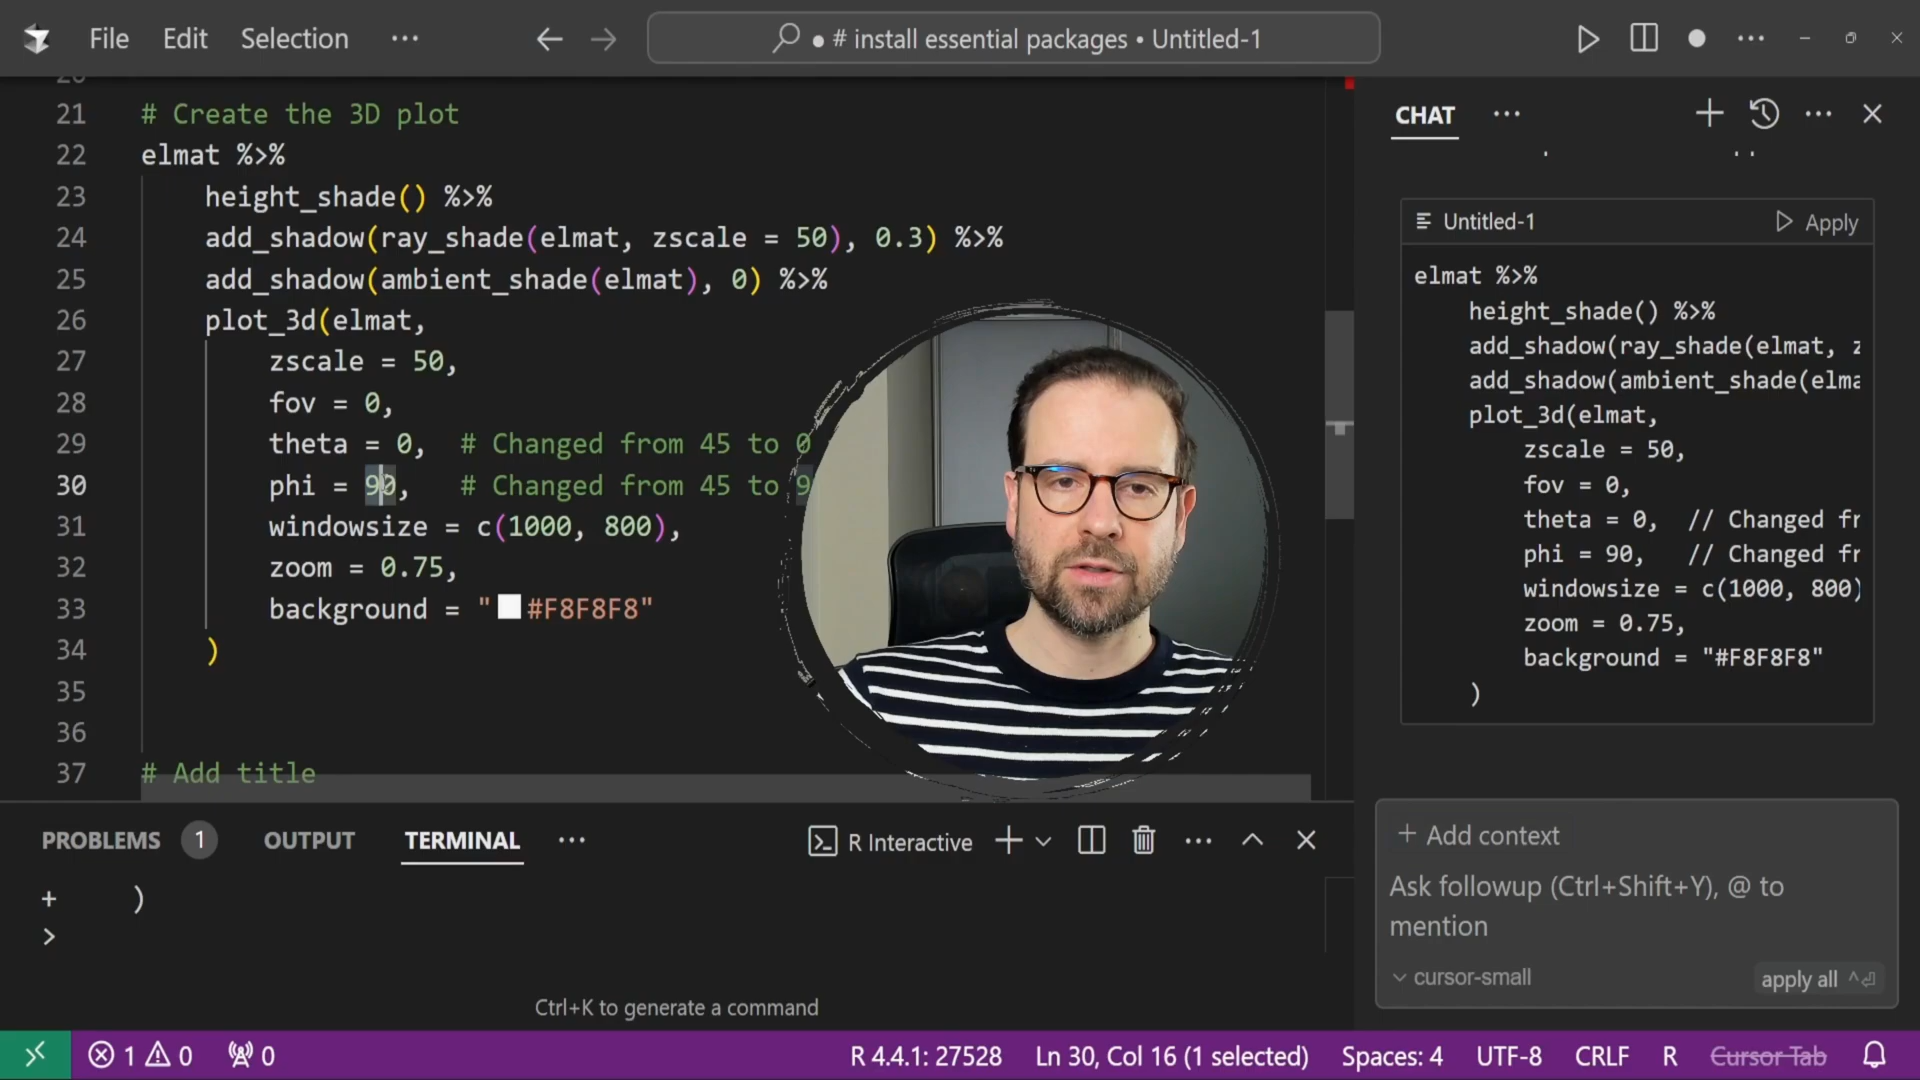 File Edit Selection ···
● # install essential packages • Untitled-1
21 # Create the 3D plot
22 elmat %>%
23 height_shade() %>%
24 add_shadow(ray_shade(elmat, zscale = 50), 0.3) %>%
25 add_shadow(ambient_shade(elmat), 0) %>%
26 plot_3d(elmat,
27 zscale = 50,
28 fov = 0,
29 theta = 0, # Changed from 45 to 0
30 phi = 90, # Changed from 45 to 9
31 windowsize = c(1000, 800),
32 zoom = 0.75,
33 background = "#F8F8F8"
34 )
35
36
37 # Add title
CHAT ···
Untitled-1 Apply
elmat %>%
height_shade() %>%
add_shadow(ray_shade(elmat, z
add_shadow(ambient_shade(elma
plot_3d(elmat,
zscale = 50,
fov = 0,
theta = 0, // Changed fr
phi = 90, // Changed fr
windowsize = c(1000, 800)
zoom = 0.75,
background = "#F8F8F8"
)
+ Add context
Ask followup (Ctrl+Shift+Y), @ to
mention
cursor-small apply all
PROBLEMS 1 OUTPUT TERMINAL ··· R Interactive
+ )
>
Ctrl+K to generate a command
1 0 0 R 4.4.1: 27528 Ln 30, Col 16 (1 selected) Spaces: 4 UTF-8 CRLF R Cursor Tab